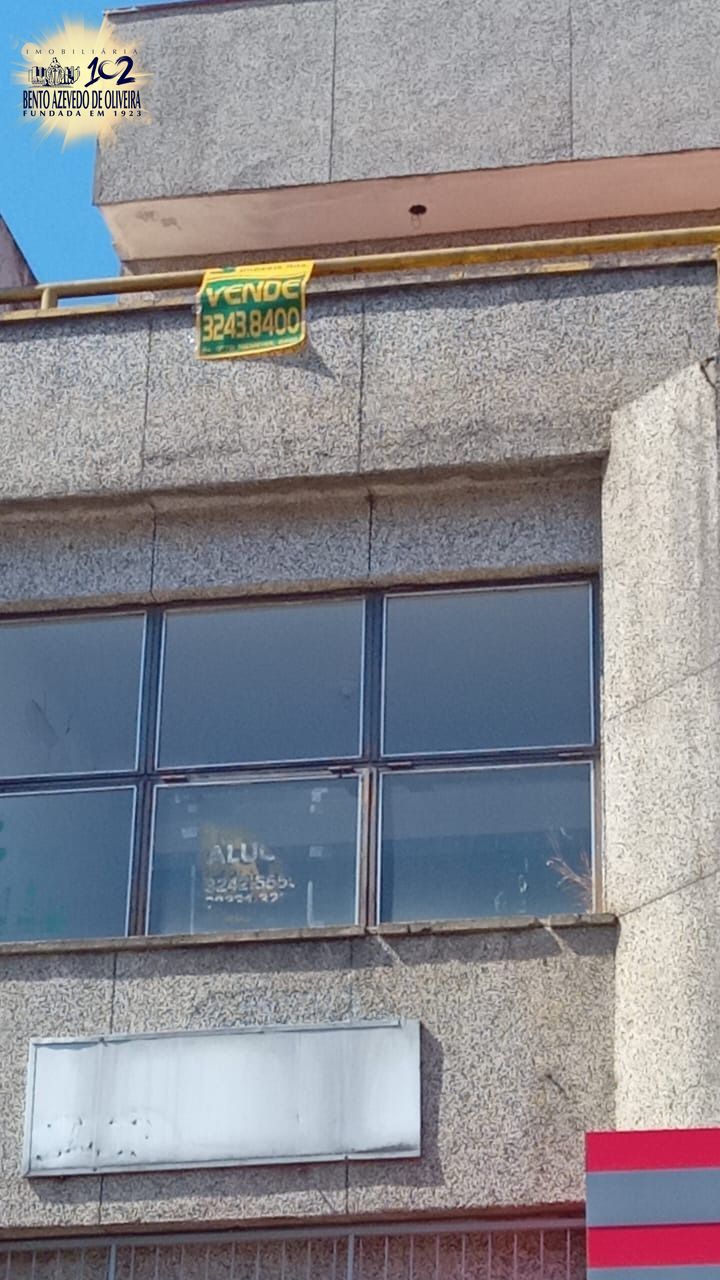 IMOBILIÁRIA
102
BENTO AZEVEDO DE OLIVEIRA
FUNDADA EM 1923
VENDE
3243.8400
ALUG